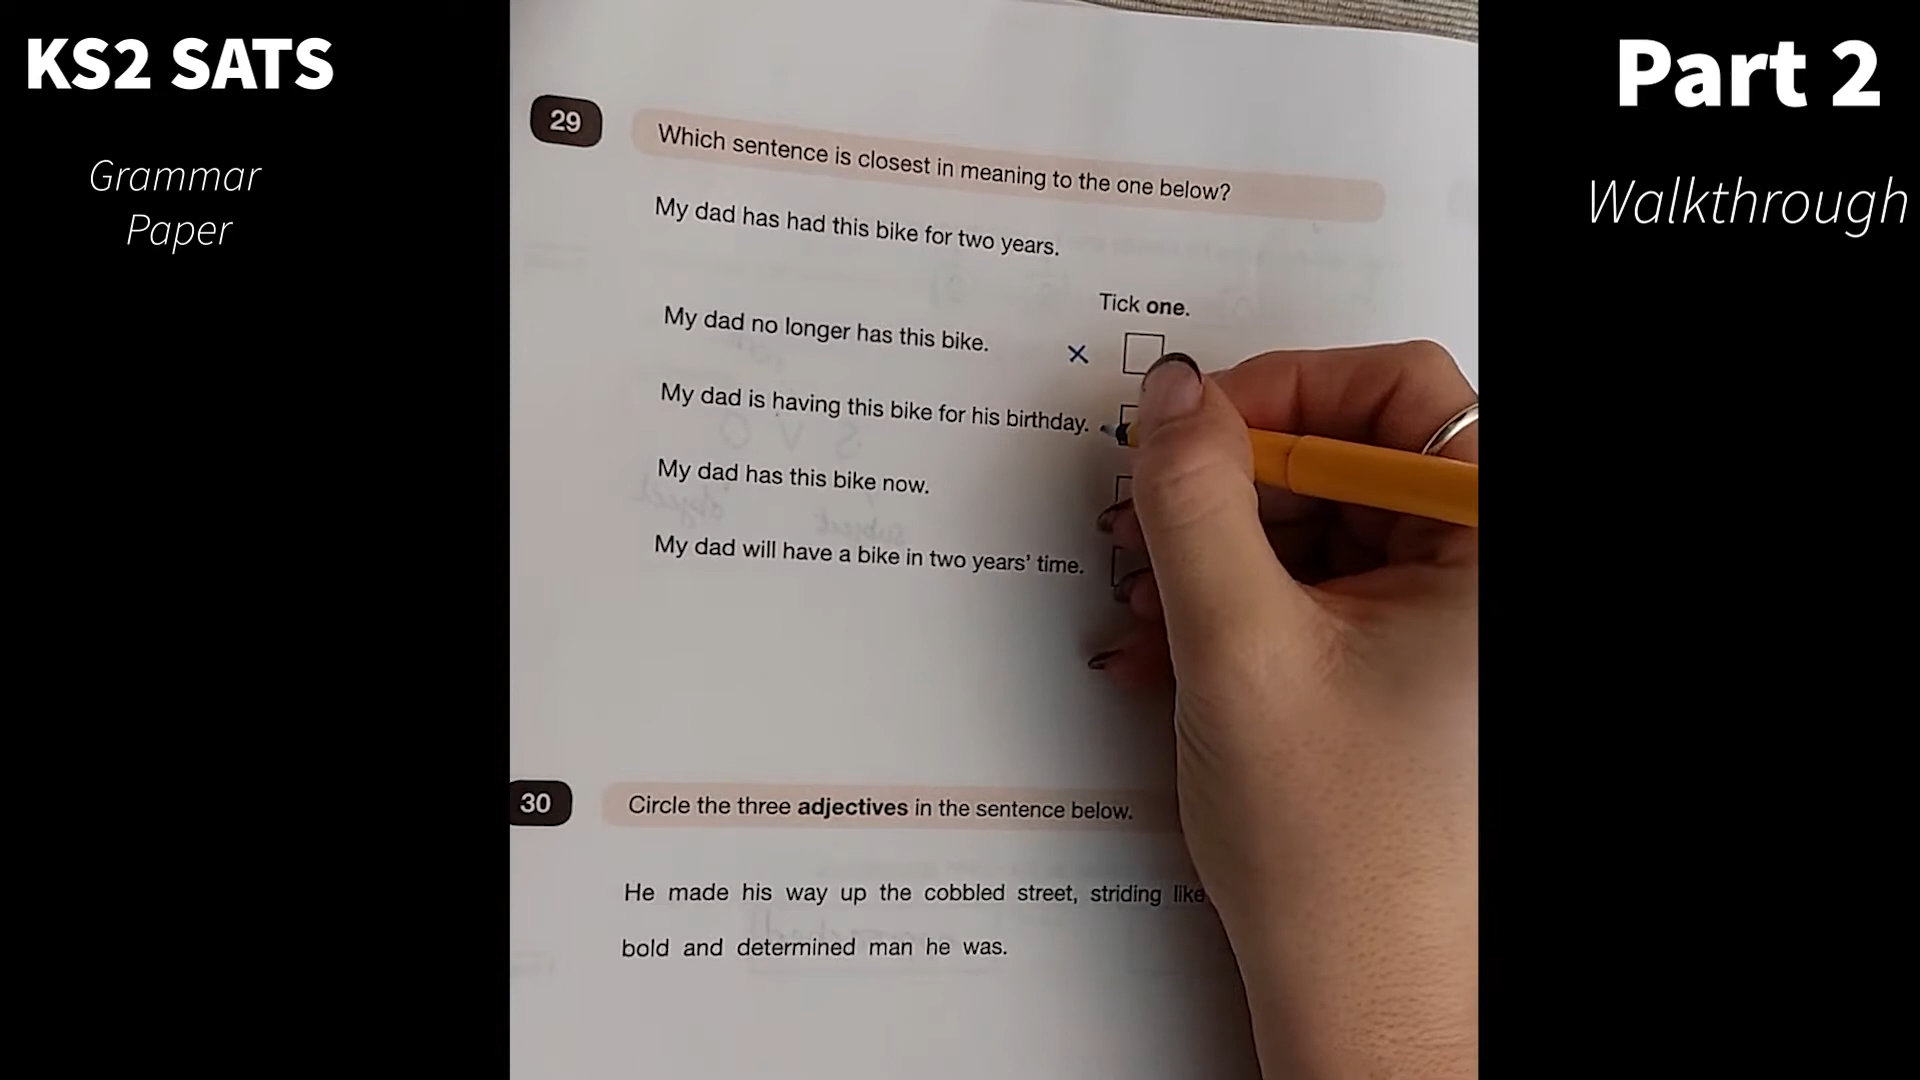 KS2 SATS
Grammar
Paper
Part 2
Walkthrough
29
Which sentence is closest in meaning to the one below?
My dad has had this bike for two years.
Tick one.
My dad no longer has this bike.
My dad is having this bike for his birthday.
My dad has this bike now.
My dad will have a bike in two years’ time.
30
Circle the three adjectives in the sentence below.
He made his way up the cobbled street, striding like
bold and determined man he was.